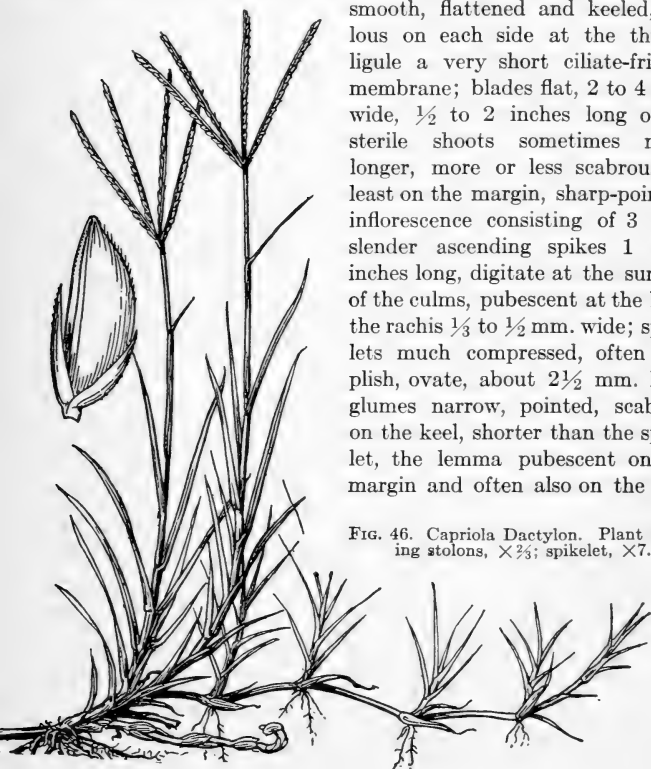 smooth, flattened and keeled,
lous on each side at the th
ligule a very short ciliate-fri
membrane; blades flat, 2 to 4
wide, ½ to 2 inches long o
sterile shoots sometimes
longer, more or less scabrou
least on the margin, sharp-poin
inflorescence consisting of 3
slender ascending spikes 1
inches long, digitate at the su
of the culms, pubescent at the
the rachis ⅓ to ½ mm. wide; s
lets much compressed, often
plish, ovate, about 2½ mm.
glumes narrow, pointed, scab
on the keel, shorter than the s
let, the lemma pubescent on
margin and often also on the
FIG. 46. Capriola Dactylon. Plant
ing stolons, ×⅔; spikelet, ×7.